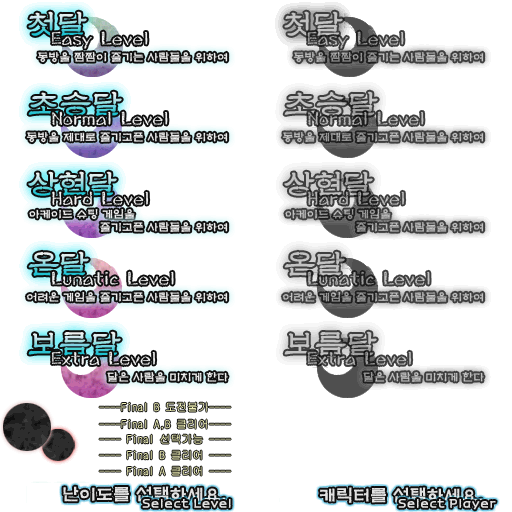 첫달
Easy Level
동방을 찜찜이 즐기는 사람들을 위하여
초승달
Normal Level
동방을 제대로 즐기고픈 사람들을 위하여
상현달
Hard Level
아케이드 슈팅 게임을
즐기고픈 사람들을 위하여
온달
Lunatic Level
어려운 게임을 즐기고픈 사람들을 위하여
보름달
Extra Level
달은 사람을 미치게 한다
첫달
Easy Level
동방을 찜찜이 즐기는 사람들을 위하여
초승달
Normal Level
동방을 제대로 즐기고픈 사람들을 위하여
상현달
Hard Level
아케이드 슈팅 게임을
즐기고픈 사람들을 위하여
온달
Lunatic Level
어려운 게임을 즐기고픈 사람들을 위하여
보름달
Extra Level
달은 사람을 미치게 한다
Final B 도전불가
Final A,B 클리어
Final 선택가능
Final B 클리어
Final A 클리어
난이도를 선택하세요
Select Level
캐릭터를 선택하세요
Select Player